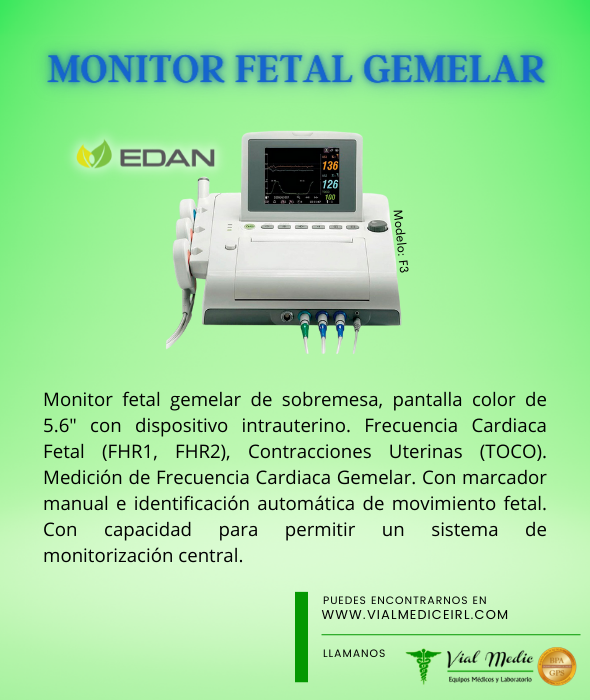 MONITOR FETAL GEMELAR
EDAN
136
126
100
Modelo: F3
Monitor fetal gemelar de sobremesa, pantalla color de
5.6" con dispositivo intrauterino. Frecuencia Cardiaca
Fetal (FHR1, FHR2), Contracciones Uterinas (TOCO).
Medición de Frecuencia Cardiaca Gemelar. Con marcador
manual e identificación automática de movimiento fetal.
Con capacidad para permitir un sistema de
monitorización central.
PUEDES ENCONTRARNOS EN
WWW.VIALMEDICEIRL.COM
LLAMANOS
Vial Medic
Equipos Médicos y Laboratorio
BPA
GPS